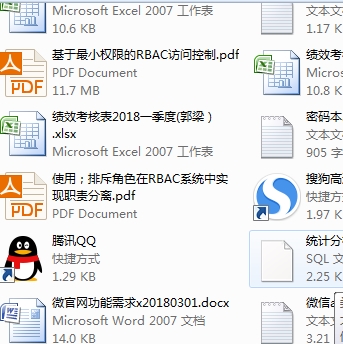 Microsoft Excel 2007 工作表
10.6 KB
文本文
1.17 K
基于最小权限的RBAC访问控制.pdf
PDF Document
11.7 MB
绩效考
Micros
10.8 K
绩效考核表2018一季度(郭梁)
.xlsx
Microsoft Excel 2007 工作表
密码本
文本文
905 字
使用；排斥角色在RBAC系统中实
现职责分离.pdf
PDF Document
搜狗高
快捷方
1.97 K
腾讯QQ
快捷方式
1.29 KB
统计分
SQL 文
2.25 K
微官网功能需求x20180301.docx
Microsoft Word 2007 文档
14.0 KB
微信a
文本文
3.21